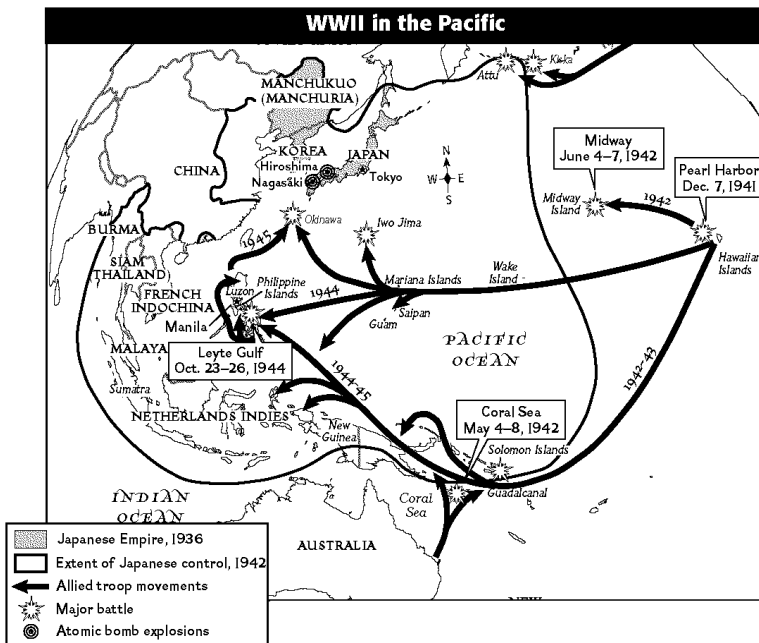 WWII in the Pacific
MANCHUKUO
(MANCHURIA)
Attu
Kiska
KOREA
JAPAN
Hiroshima
Nagasaki
Tokyo
CHINA
N
W E
S
Midway
June 4–7, 1942
Pearl Harbor
Dec. 7, 1941
Midway
Island
1942
Hawaiian
Islands
Okinawa
Iwo Jima
BURMA
1945
SIAM
(THAILAND)
Philippine
Islands
Luzon
FRENCH
INDOCHINA
Manila
1944
Mariana Islands
Wake
Island
Saipan
Guam
PACIFIC
OCEAN
MALAYA
Leyte Gulf
Oct. 23–26, 1944
1944-45
1942-43
Sumatra
NETHERLANDS INDIES
New
Guinea
Coral Sea
May 4–8, 1942
Solomon Islands
Guadalcanal
Coral
Sea
INDIAN
OCEAN
AUSTRALIA
Japanese Empire, 1936
Extent of Japanese control, 1942
Allied troop movements
Major battle
Atomic bomb explosions